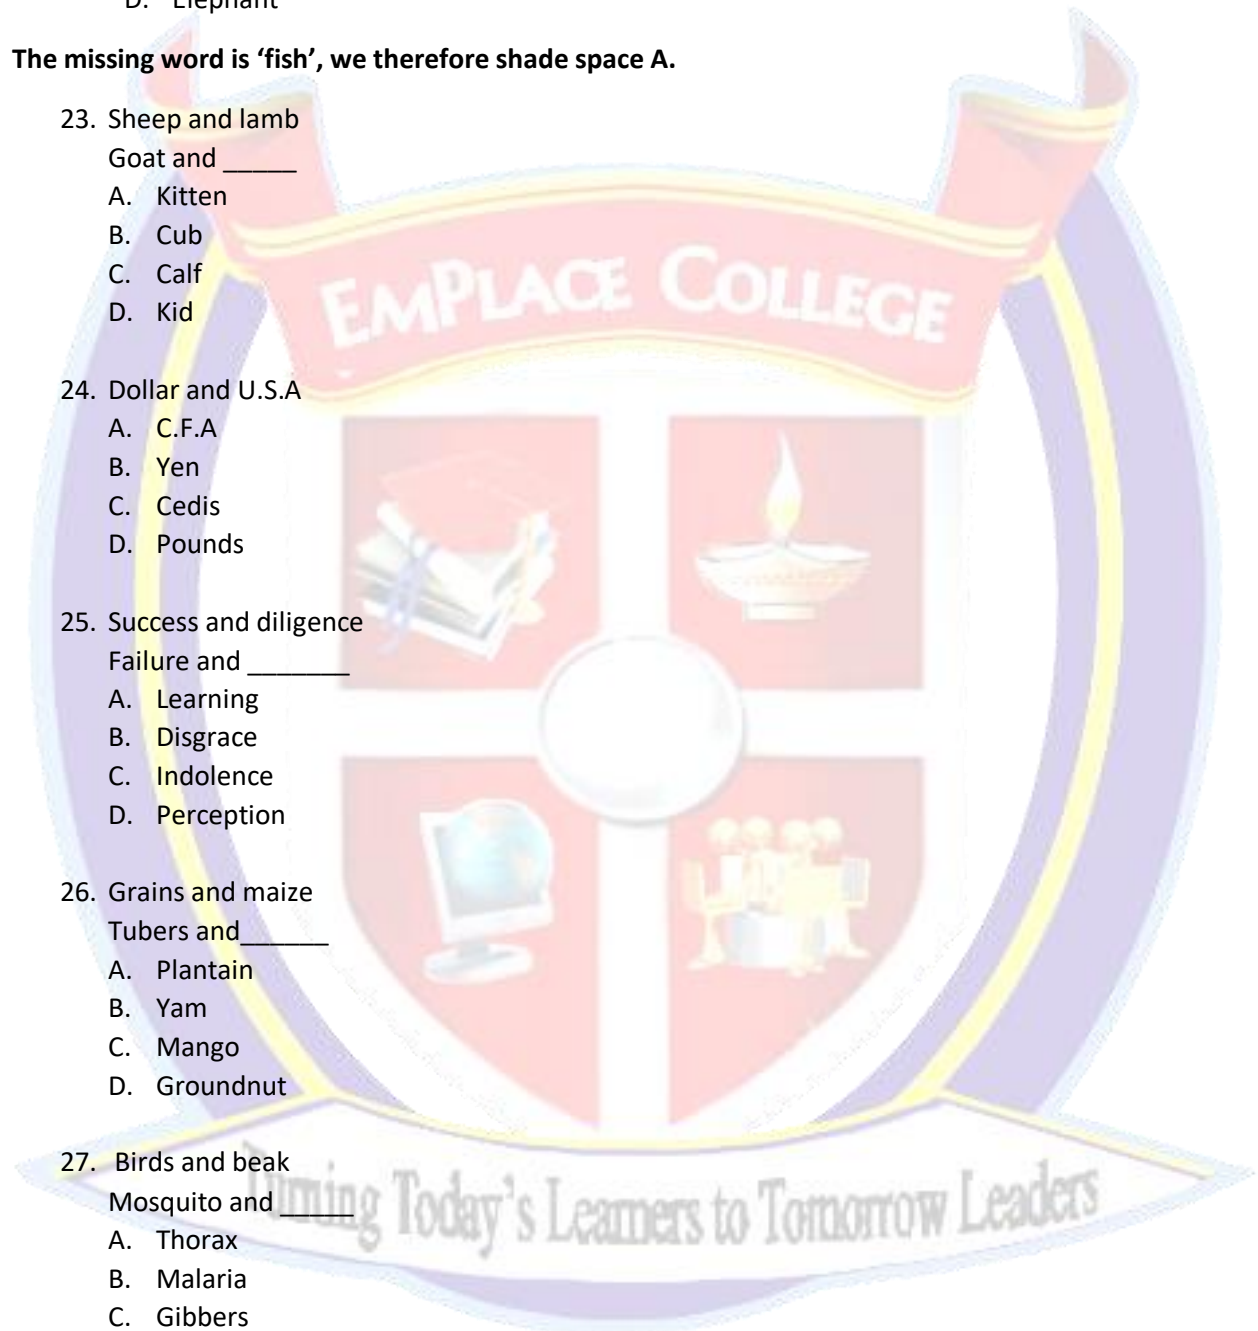 D. Elephant
The missing word is ‘fish’, we therefore shade space A.
23. Sheep and lamb
Goat and _____
A. Kitten
B. Cub
C. Calf
D. Kid
24. Dollar and U.S.A
A. C.F.A
B. Yen
C. Cedis
D. Pounds
25. Success and diligence
Failure and _______
A. Learning
B. Disgrace
C. Indolence
D. Perception
26. Grains and maize
Tubers and______
A. Plantain
B. Yam
C. Mango
D. Groundnut
27. Birds and beak
Mosquito and _____
A. Thorax
B. Malaria
C. Gibbers
EMPLACE COLLEGE
Turning Today's Learners to Tomorrow Leaders